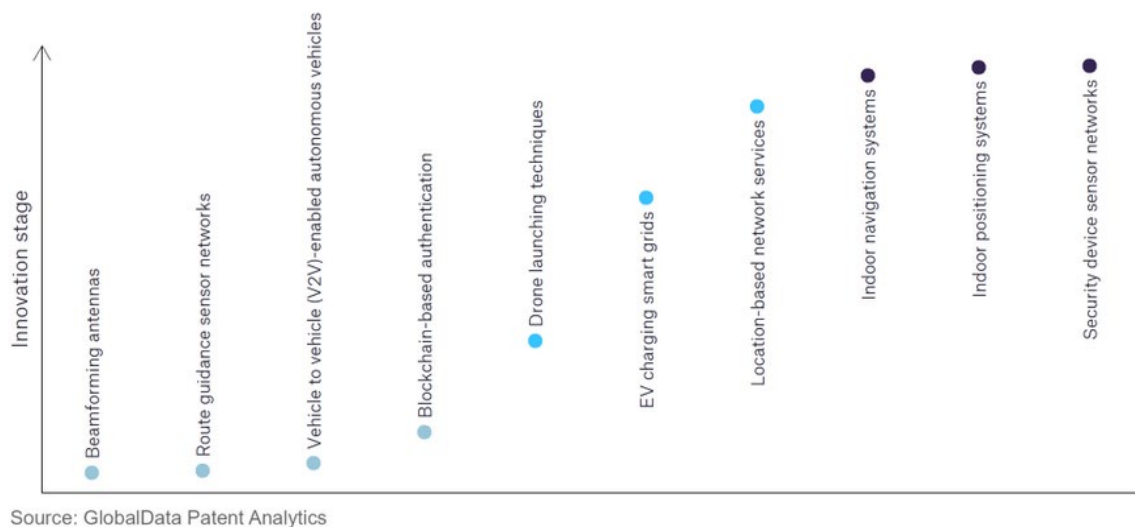 Innovation stage
Beamforming antennas
Route guidance sensor networks
Vehicle to vehicle (V2V)-enabled autonomous vehicles
Blockchain-based authentication
Drone launching techniques
EV charging smart grids
Location-based network services
Indoor navigation systems
Indoor positioning systems
Security device sensor networks
Source: GlobalData Patent Analytics